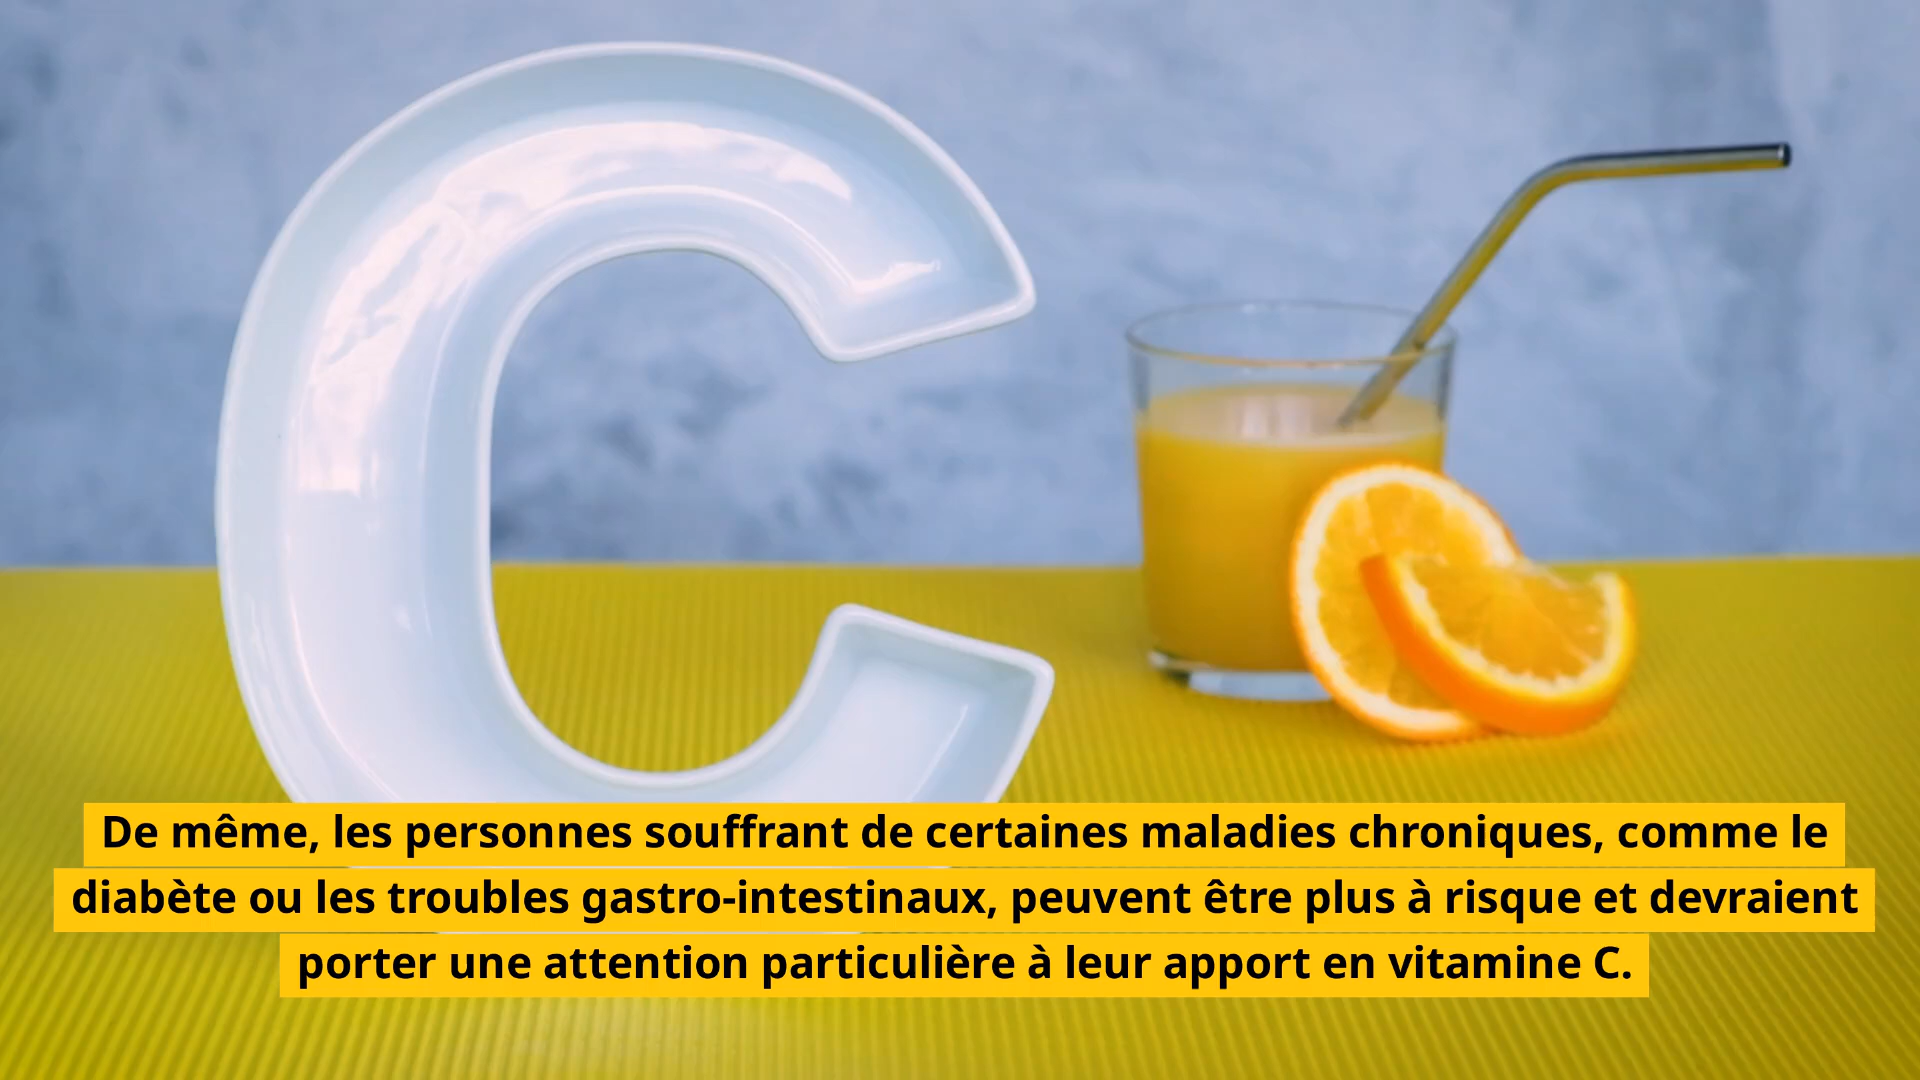 C
De même, les personnes souffrant de certaines maladies chroniques, comme le
diabète ou les troubles gastro-intestinaux, peuvent être plus à risque et devraient
porter une attention particulière à leur apport en vitamine C.